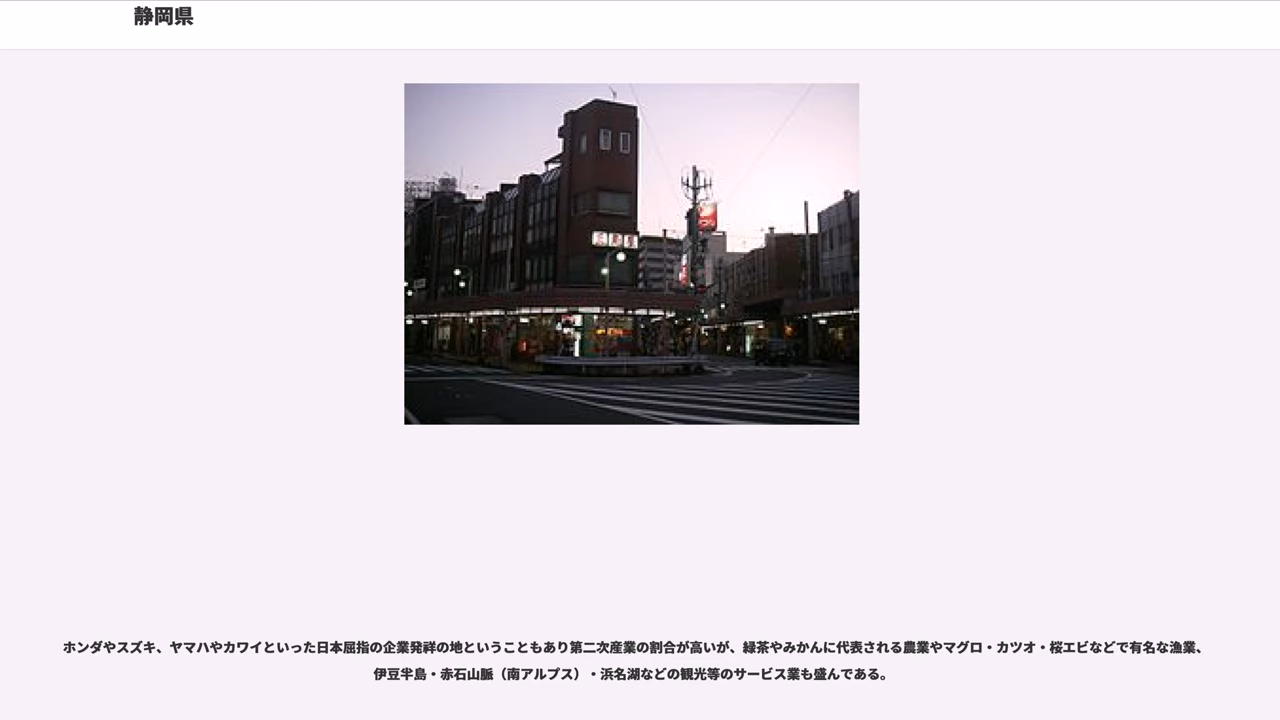 静岡県
ホンダやスズキ、ヤマハやカワイといった日本屈指の企業発祥の地ということもあり第二次産業の割合が高いが、緑茶やみかんに代表される農業やマグロ・カツオ・桜エビなどで有名な漁業、
伊豆半島・赤石山脈（南アルプス）・浜名湖などの観光等のサービス業も盛んである。